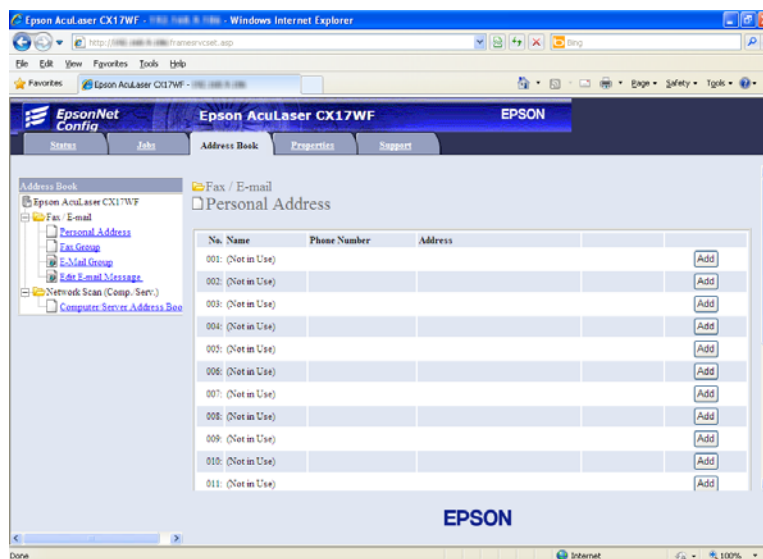 Epson AcuLaser CX17WF - - Windows Internet Explorer
http:// /framesrvcset.asp
Bing
File Edit View Favorites Tools Help
Favorites Epson AcuLaser CX17WF -
Page Safety Tools
EpsonNet Config
Epson AcuLaser CX17WF
EPSON
Status Jobs Address Book Properties Support
Address Book
Epson AcuLaser CX17WF
Fax / E-mail
Personal Address
Fax Group
E-Mail Group
Edit E-mail Message
Network Scan (Comp. Serv.)
Computer Server Address Boo
Fax / E-mail
Personal Address
No. Name Phone Number Address
001: (Not in Use) Add
002: (Not in Use) Add
003: (Not in Use) Add
004: (Not in Use) Add
005: (Not in Use) Add
006: (Not in Use) Add
007: (Not in Use) Add
008: (Not in Use) Add
009: (Not in Use) Add
010: (Not in Use) Add
011: (Not in Use) Add
EPSON
Done Internet 100%